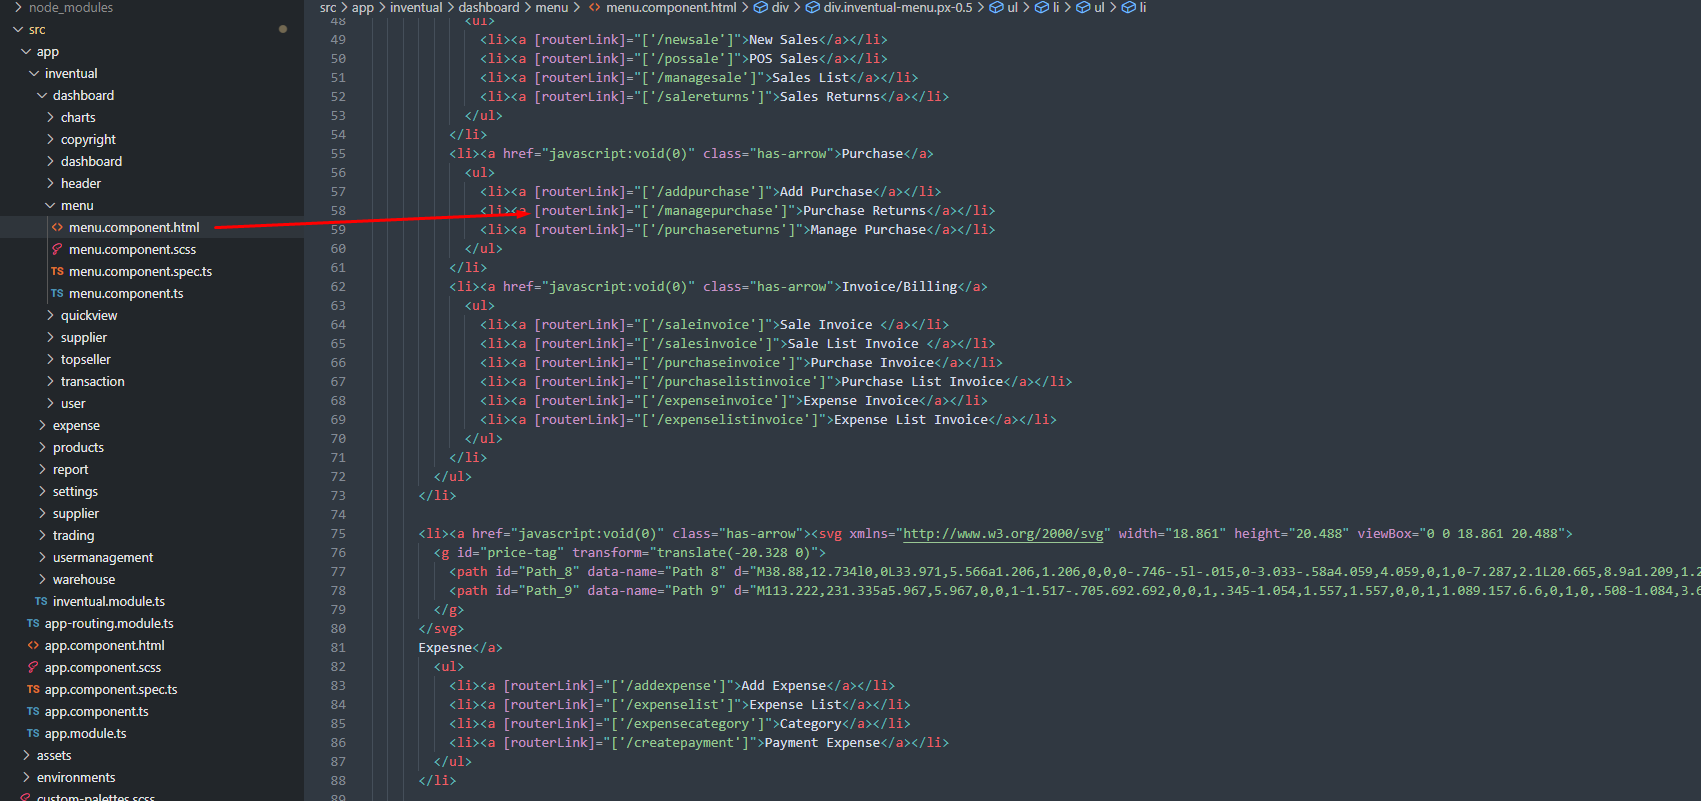 node_modules
src
app
inventual
dashboard
charts
copyright
dashboard
header
menu
menu.component.html
menu.component.scss
TS menu.component.spec.ts
TS menu.component.ts
quickview
supplier
topseller
transaction
user
expense
products
report
settings
supplier
trading
usermanagement
warehouse
TS inventual.module.ts
TS app-routing.module.ts
app.component.html
app.component.scss
TS app.component.spec.ts
TS app.component.ts
TS app.module.ts
assets
environments
custom-palettes.scss
src > app > inventual > dashboard > menu > menu.component.html > div > div.inventual-menu.px-0.5 > ul > li > ul > li
48 <ul>
49 <li><a [routerLink]="['/newsale']">New Sales</a></li>
50 <li><a [routerLink]="['/possale']">POS Sales</a></li>
51 <li><a [routerLink]="['/managesale']">Sales List</a></li>
52 <li><a [routerLink]="['/salereturns']">Sales Returns</a></li>
53 </ul>
54 </li>
55 <li><a href="javascript:void(0)" class="has-arrow">Purchase</a>
56 <ul>
57 <li><a [routerLink]="['/addpurchase']">Add Purchase</a></li>
58 <li><a [routerLink]="['/managepurchase']">Purchase Returns</a></li>
59 <li><a [routerLink]="['/purchasereturns']">Manage Purchase</a></li>
60 </ul>
61 </li>
62 <li><a href="javascript:void(0)" class="has-arrow">Invoice/Billing</a>
63 <ul>
64 <li><a [routerLink]="['/saleinvoice']">Sale Invoice </a></li>
65 <li><a [routerLink]="['/salesinvoice']">Sale List Invoice </a></li>
66 <li><a [routerLink]="['/purchaseinvoice']">Purchase Invoice</a></li>
67 <li><a [routerLink]="['/purchaselistinvoice']">Purchase List Invoice</a></li>
68 <li><a [routerLink]="['/expenseinvoice']">Expense Invoice</a></li>
69 <li><a [routerLink]="['/expenselistinvoice']">Expense List Invoice</a></li>
70 </ul>
71 </li>
72 </ul>
73 </li>
74
75 <li><a href="javascript:void(0)" class="has-arrow"><svg xmlns="http://www.w3.org/2000/svg" width="18.861" height="20.488" viewBox="0 0 18.861 20.488">
76 <g id="price-tag" transform="translate(-20.328 0)">
77 <path id="Path_8" data-name="Path 8" d="M38.88,12.734l0,0L33.971,5.566a1.206,1.206,0,0,0-.746-.5l-.015,0-3.033-.58a4.059,4.059,0,1,0-7.287,2.1L20.665,8.9a1.209,1.2
78 <path id="Path_9" data-name="Path 9" d="M113.222,231.335a5.967,5.967,0,0,1-1.517-.705.692.692,0,0,1,.345-1.054,1.557,1.557,0,0,1,1.089.157.6.6,0,1,0,.508-1.084,3.6
79 </g>
80 </svg>
81 Expesne</a>
82 <ul>
83 <li><a [routerLink]="['/addexpense']">Add Expense</a></li>
84 <li><a [routerLink]="['/expenselist']">Expense List</a></li>
85 <li><a [routerLink]="['/expensecategory']">Category</a></li>
86 <li><a [routerLink]="['/createpayment']">Payment Expense</a></li>
87 </ul>
88 </li>
89